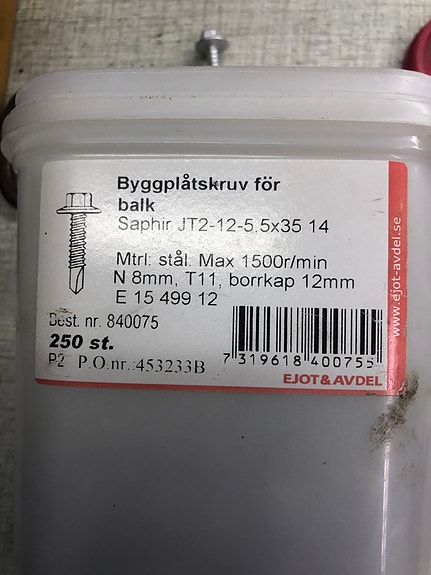 Byggplåtskruv för
balk
Saphir JT2-12-5,5x35 14
Mtrl: stål. Max 1500r/min
N 8mm, T11, borrkap 12mm
E 15 499 12
Best. nr. 840075
250 st.
P2 P.O.nr.:453233B
7 319618 400755
EJOT&AVDEL
www.ejot-avdel.se